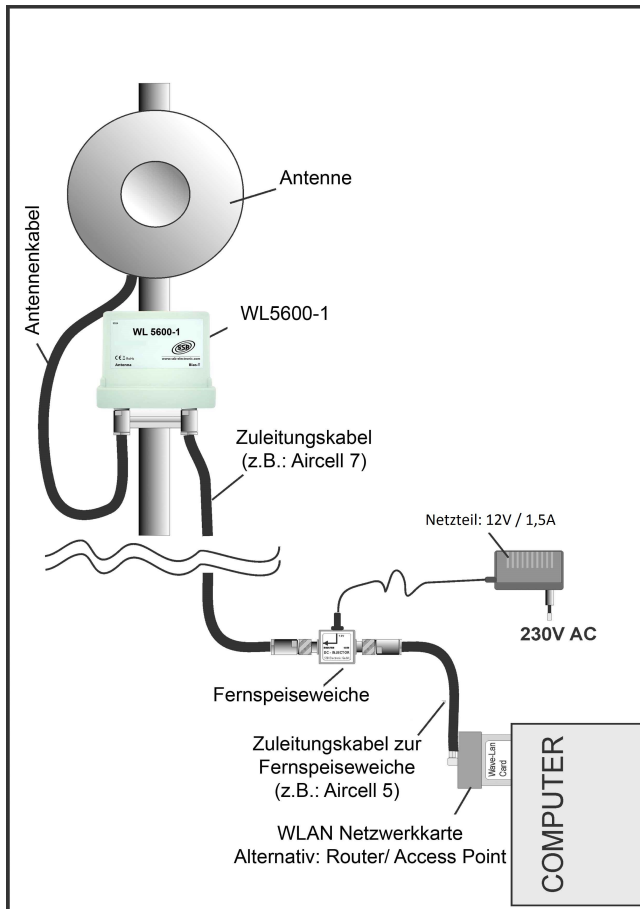 Antenne
Antennenkabel
WL5600-1
WL 5600-1
SSB
www.ssb-electronic.com
Antenna
Bias-T
Zuleitungskabel
(z.B.: Aircell 7)
Netzteil: 12V / 1,5A
230V AC
DC - INJECTOR
Fernspeiseweiche
Zuleitungskabel zur
Fernspeiseweiche
(z.B.: Aircell 5)
Wave-Lan
Card
COMPUTER
WLAN Netzwerkkarte
Alternativ: Router/ Access Point